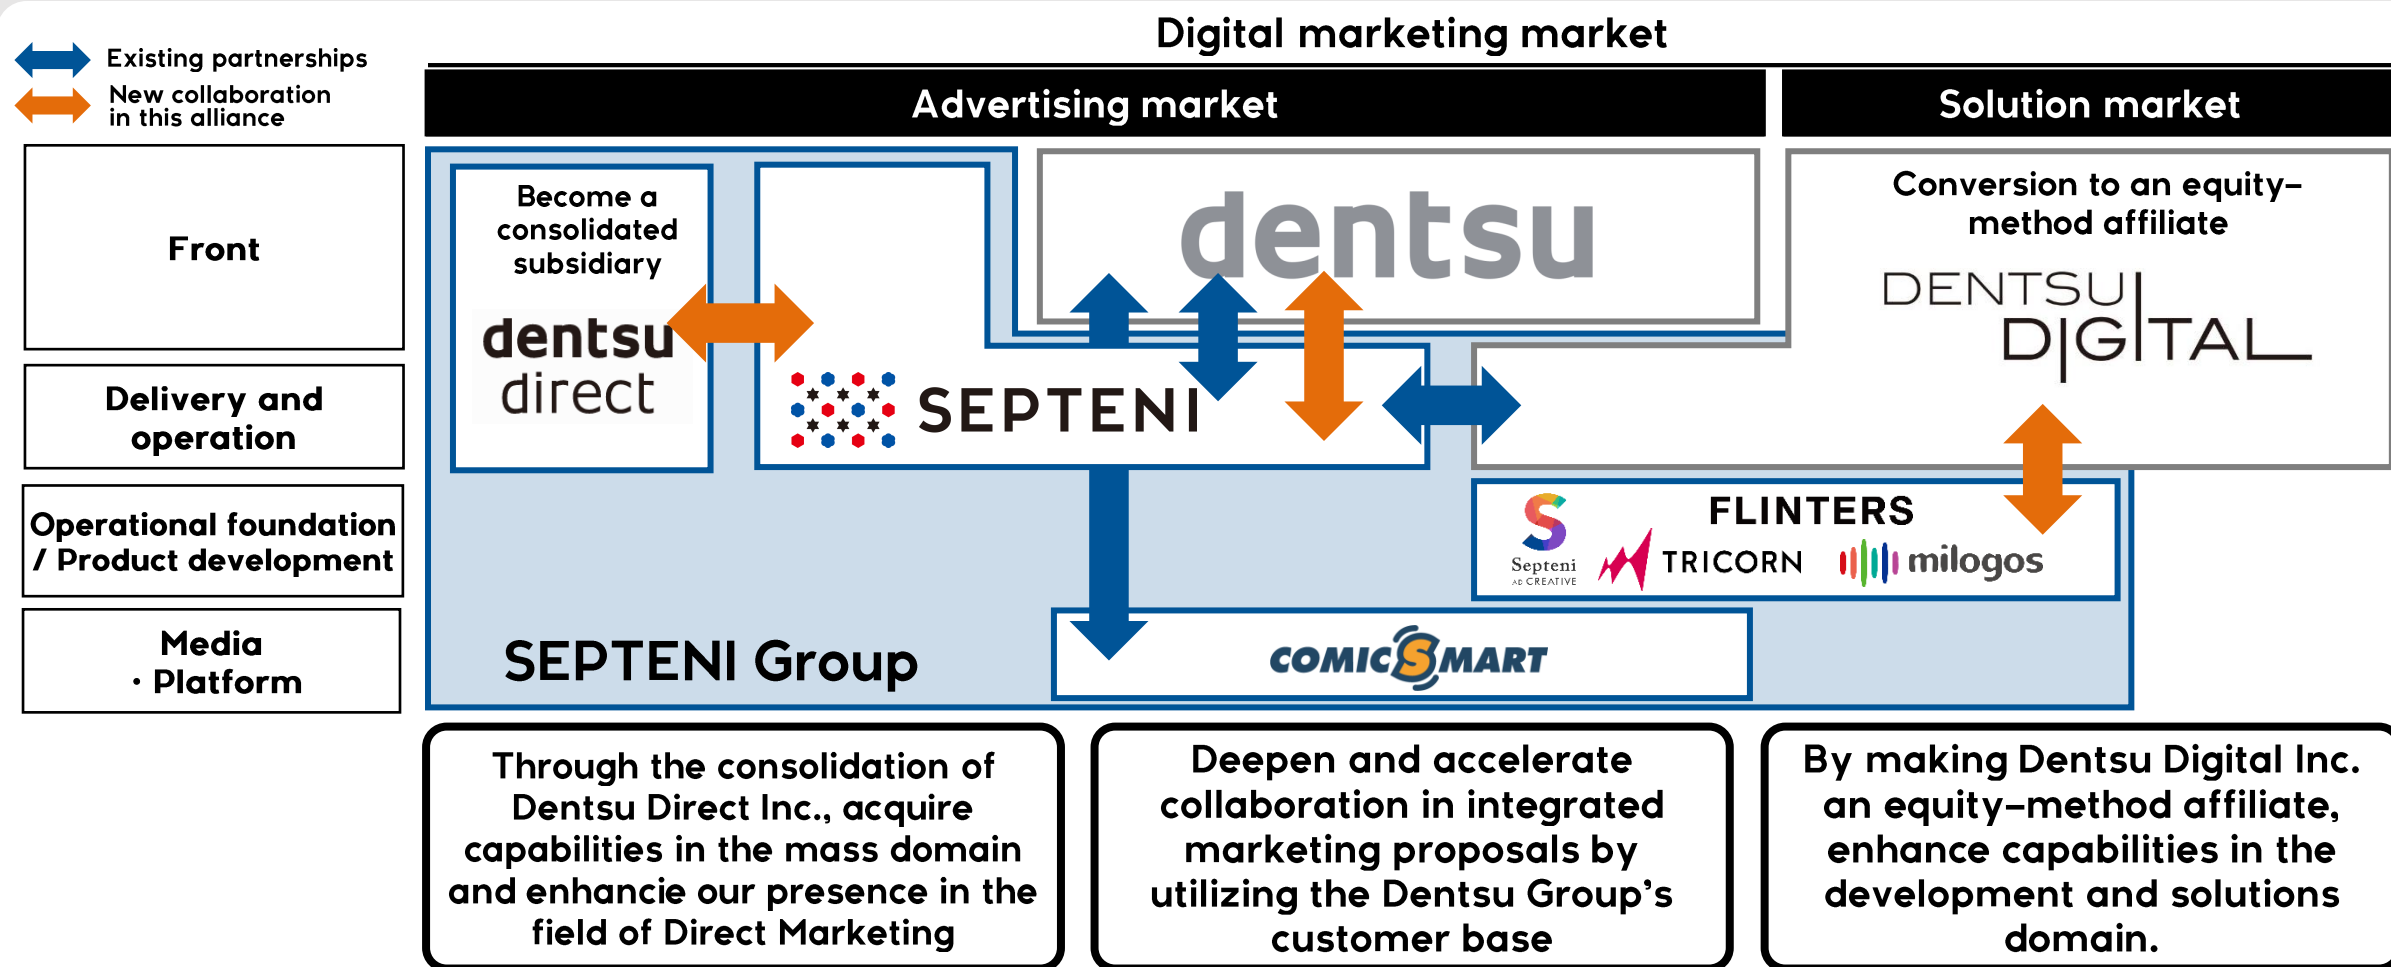 Digital marketing market
Existing partnerships
New collaboration
in this alliance
Advertising market
Solution market
Front
Delivery and
operation
Operational foundation
/ Product development
Media
・Platform
Become a
consolidated
subsidiary
dentsu
direct
SEPTENI
dentsu
Conversion to an equity-
method affiliate
DENTSU
DIGITAL
FLINTERS
Septeni
AD CREATIVE
TRICORN
milogos
SEPTENI Group
COMICSMART
Through the consolidation of
Dentsu Direct Inc., acquire
capabilities in the mass domain
and enhancie our presence in the
field of Direct Marketing
Deepen and accelerate
collaboration in integrated
marketing proposals by
utilizing the Dentsu Group's
customer base
By making Dentsu Digital Inc.
an equity-method affiliate,
enhance capabilities in the
development and solutions
domain.